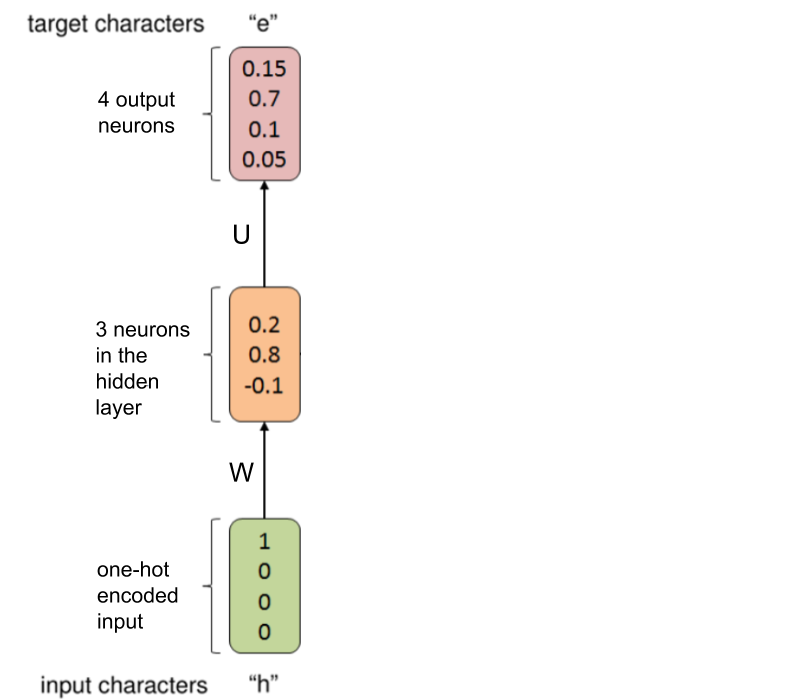 target characters “e”
0.15
0.7
0.1
0.05
4 output
neurons
U
3 neurons
in the
hidden
layer
0.2
0.8
-0.1
W
one-hot
encoded
input
1
0
0
0
input characters “h”